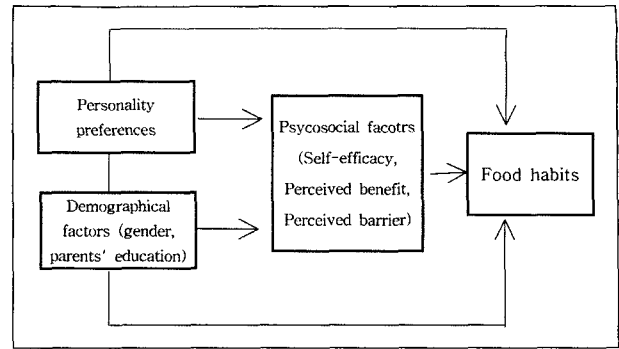 Personality
preferences
Demographical
factors (gender,
parents' education)
Psycosocial facotrs
(Self-efficacy,
Perceived benefit,
Perceived barrier)
Food habits